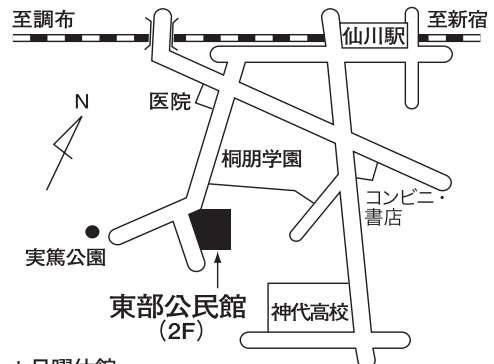 至調布
至新宿
仙川駅
N
医院
桐朋学園
コンビニ・
書店
実篤公園
東部公民館
(2F)
神代高校